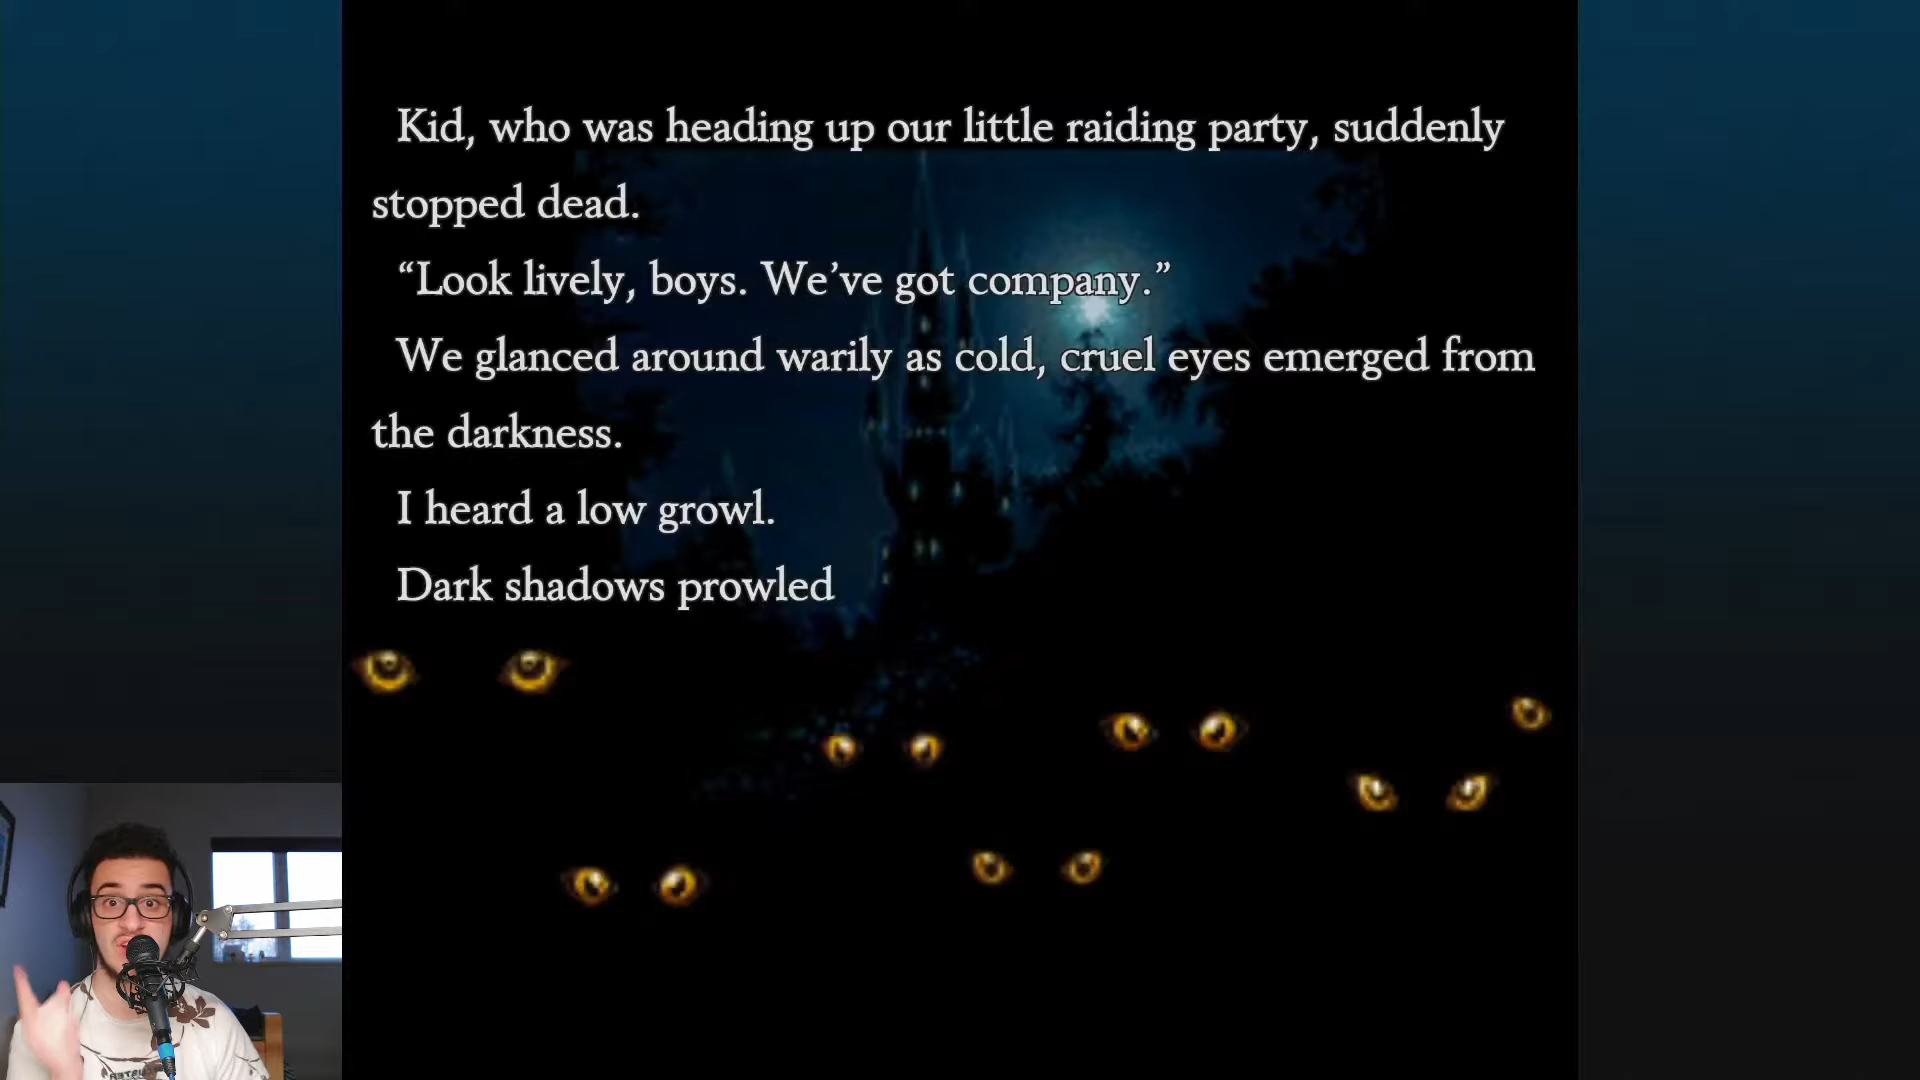 Kid, who was heading up our little raiding party, suddenly
stopped dead.
“Look lively, boys. We’ve got company.”
We glanced around warily as cold, cruel eyes emerged from
the darkness.
I heard a low growl.
Dark shadows prowled